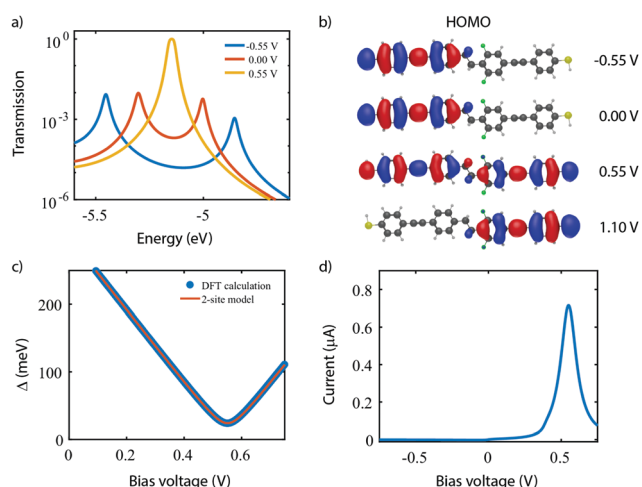 a)
Transmission
10⁰
10⁻³
10⁻⁶
-0.55 V
0.00 V
0.55 V
-5.5
-5
Energy (eV)
b)
HOMO
-0.55 V
0.00 V
0.55 V
1.10 V
c)
Δ (meV)
200
100
0
DFT calculation
2-site model
0
0.2
0.4
0.6
Bias voltage (V)
d)
Current (μA)
0.8
0.6
0.4
0.2
0
-0.5
0
0.5
Bias voltage (V)